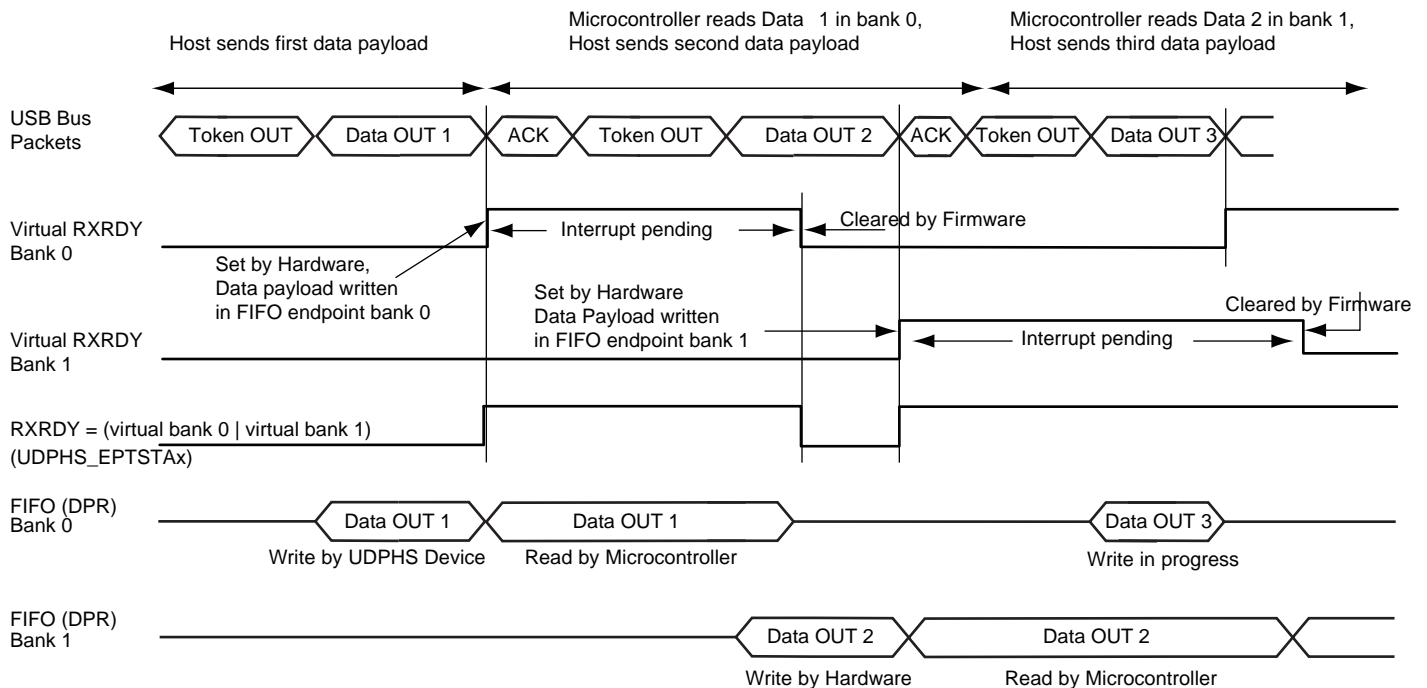 Host sends first data payload
Microcontroller reads Data 1 in bank 0,
Host sends second data payload
Microcontroller reads Data 2 in bank 1,
Host sends third data payload
USB Bus
Packets
Token OUT
Data OUT 1
ACK
Token OUT
Data OUT 2
ACK
Token OUT
Data OUT 3
Virtual RXRDY
Bank 0
Interrupt pending
Cleared by Firmware
Set by Hardware,
Data payload written
in FIFO endpoint bank 0
Set by Hardware
Data Payload written
in FIFO endpoint bank 1
Cleared by Firmware
Virtual RXRDY
Bank 1
Interrupt pending
RXRDY = (virtual bank 0 | virtual bank 1)
(UDPHS_EPTSTAx)
FIFO (DPR)
Bank 0
Data OUT 1
Data OUT 1
Data OUT 3
Write by UDPHS Device
Read by Microcontroller
Write in progress
FIFO (DPR)
Bank 1
Data OUT 2
Data OUT 2
Write by Hardware
Read by Microcontroller